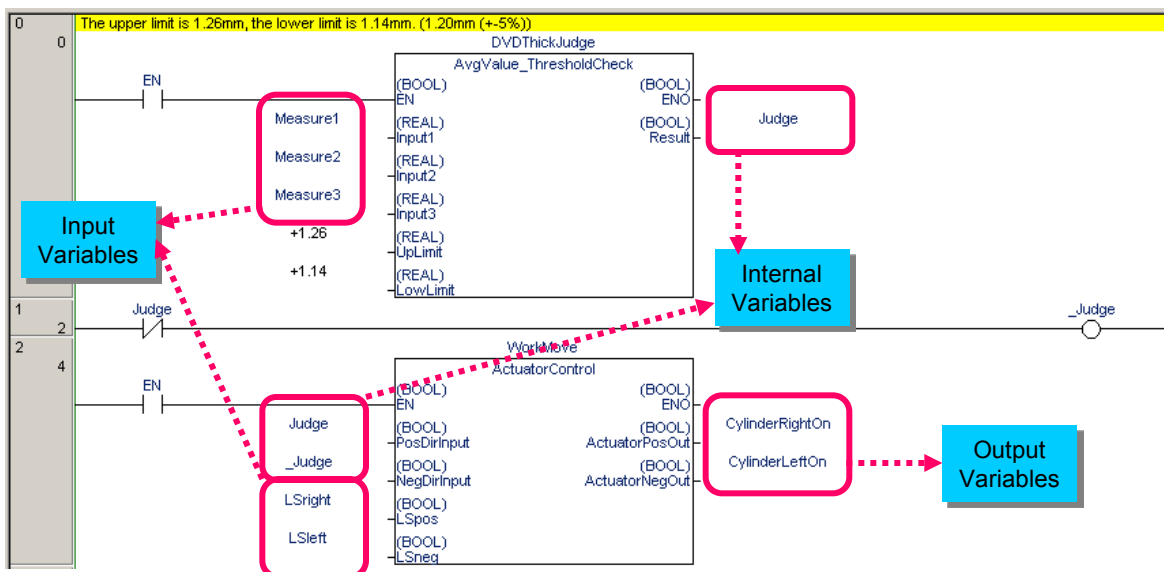 0 The upper limit is 1.26mm, the lower limit is 1.14mm. (1.20mm (+-5%))
0
DVDThickJudge
AvgValue_ThresholdCheck
EN
(BOOL) (BOOL)
EN ENO
Measure1 (REAL) (BOOL) Judge
Input1 Result
Measure2 (REAL)
Input2
Measure3 (REAL)
Input3
+1.26 (REAL)
UpLimit
+1.14 (REAL)
LowLimit
Input
Variables
Internal
Variables
1 Judge _Judge
2
2 WorkMove
4 ActuatorControl
EN
(BOOL) (BOOL)
EN ENO
Judge (BOOL) (BOOL) CylinderRightOn
PosDirInput ActuatorPosOut
_Judge (BOOL) (BOOL) CylinderLeftOn
NegDirInput ActuatorNegOut
LSright (BOOL)
LSpos
LSleft (BOOL)
LSneg
Output
Variables